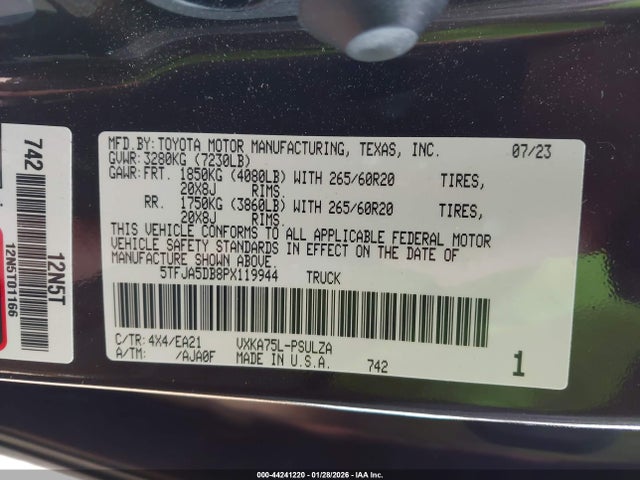 MFD.BY:TOYOTA MOTOR MANUFACTURING, TEXAS, INC. 07/23
GVWR:3280KG (7230LB)
GAWR:FRT. 1850KG (4080LB) WITH 265/60R20 TIRES,
20X8J RIMS.
RR. 1750KG (3860LB) WITH 265/60R20 TIRES,
20X8J RIMS.
THIS VEHICLE CONFORMS TO ALL APPLICABLE FEDERAL MOTOR
VEHICLE SAFETY STANDARDS IN EFFECT ON THE DATE OF
MANUFACTURE SHOWN ABOVE.
5TFJA5DB8PX119944 TRUCK
C/TR:4X4/EA21 VXKA75L-PSULZA
A/TM: /AJA0F MADE IN U.S.A. 742 1
742
12N5T
12N5T01166
000-44241220 | 01/28/2026 - IAA Corp.